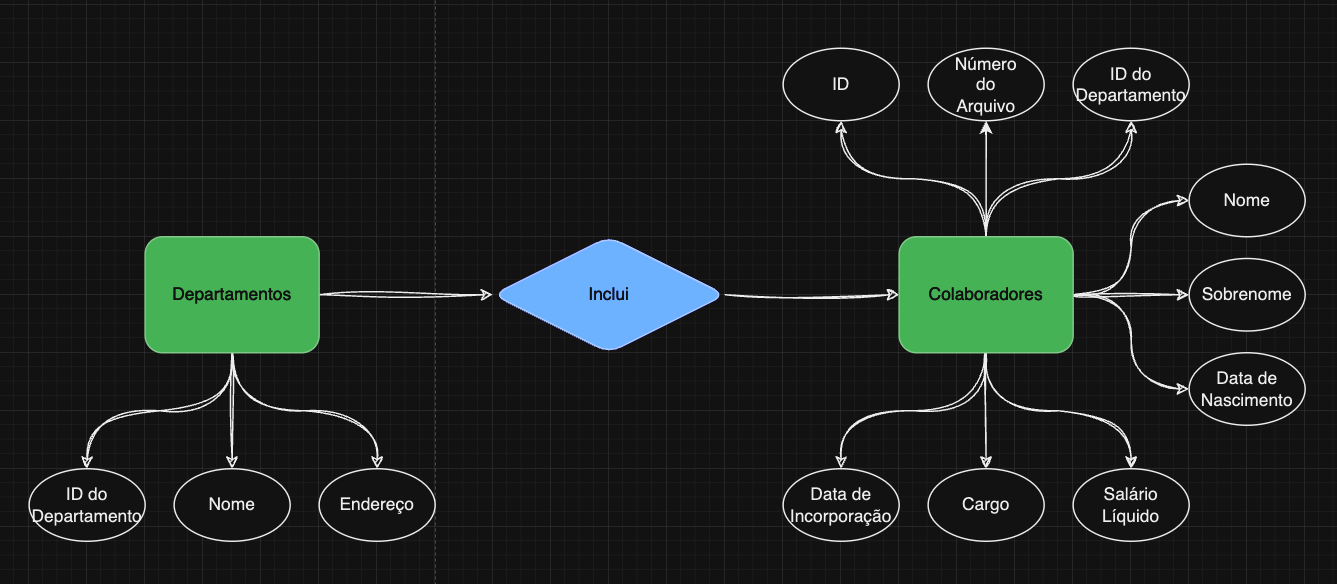 ID
Número
do
Arquivo
ID do
Departamento
Nome
Departamentos
Inclui
Colaboradores
Sobrenome
Data de
Nascimento
ID do
Departamento
Nome
Endereço
Data de
Incorporação
Cargo
Salário
Líquido